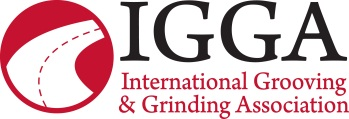 IGGA
International Grooving
& Grinding Association